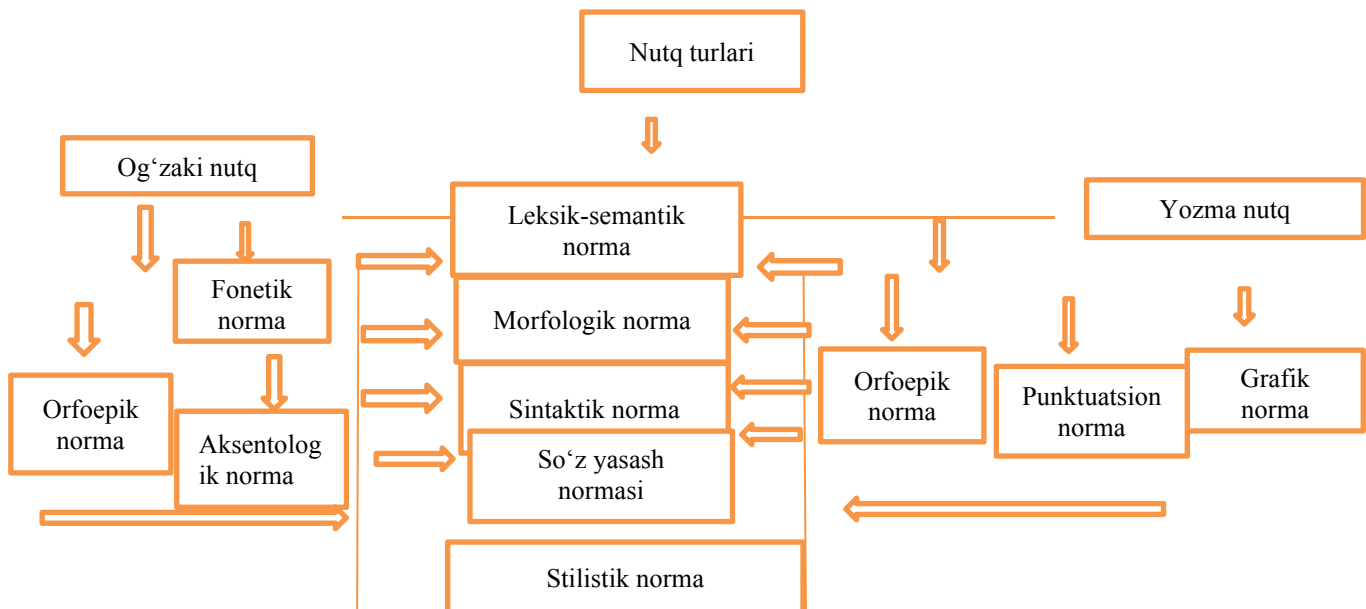 Nutq turlari
Og‘zaki nutq
Yozma nutq
Leksik-semantik
norma
Fonetik
norma
Morfologik norma
Orfoepik
norma
Aksentolog
ik norma
Sintaktik norma
So‘z yasash
normasi
Orfoepik
norma
Punktuatsion
norma
Grafik
norma
Stilistik norma